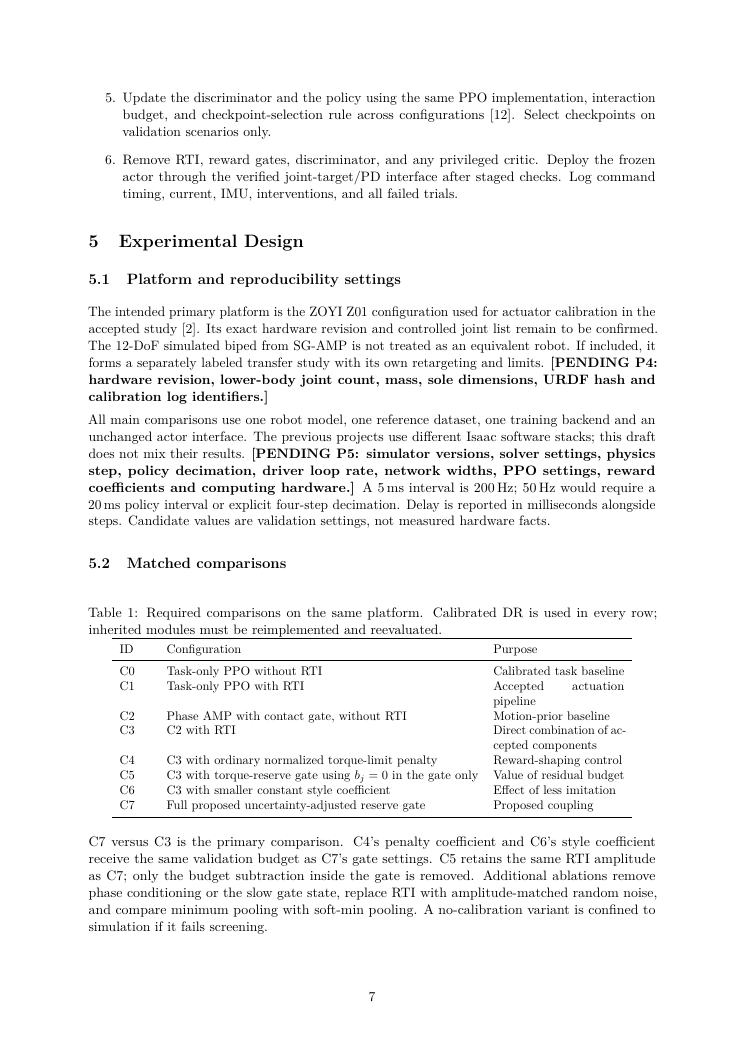 5. Update the discriminator and the policy using the same PPO implementation, interaction
budget, and checkpoint-selection rule across configurations [12]. Select checkpoints on
validation scenarios only.
6. Remove RTI, reward gates, discriminator, and any privileged critic. Deploy the frozen
actor through the verified joint-target/PD interface after staged checks. Log command
timing, current, IMU, interventions, and all failed trials.
5 Experimental Design
5.1 Platform and reproducibility settings
The intended primary platform is the ZOYI Z01 configuration used for actuator calibration in the
accepted study [2]. Its exact hardware revision and controlled joint list remain to be confirmed.
The 12-DoF simulated biped from SG-AMP is not treated as an equivalent robot. If included, it
forms a separately labeled transfer study with its own retargeting and limits. [PENDING P4:
hardware revision, lower-body joint count, mass, sole dimensions, URDF hash and
calibration log identifiers.]
All main comparisons use one robot model, one reference dataset, one training backend and an
unchanged actor interface. The previous projects use different Isaac software stacks; this draft
does not mix their results. [PENDING P5: simulator versions, solver settings, physics
step, policy decimation, driver loop rate, network widths, PPO settings, reward
coefficients and computing hardware.] A 5 ms interval is 200 Hz; 50 Hz would require a
20 ms policy interval or explicit four-step decimation. Delay is reported in milliseconds alongside
steps. Candidate values are validation settings, not measured hardware facts.
5.2 Matched comparisons
Table 1: Required comparisons on the same platform. Calibrated DR is used in every row;
inherited modules must be reimplemented and reevaluated.
ID Configuration Purpose
C0 Task-only PPO without RTI Calibrated task baseline
C1 Task-only PPO with RTI Accepted actuation
pipeline
C2 Phase AMP with contact gate, without RTI Motion-prior baseline
C3 C2 with RTI Direct combination of ac-
cepted components
C4 C3 with ordinary normalized torque-limit penalty Reward-shaping control
C5 C3 with torque-reserve gate using b_j = 0 in the gate only Value of residual budget
C6 C3 with smaller constant style coefficient Effect of less imitation
C7 Full proposed uncertainty-adjusted reserve gate Proposed coupling
C7 versus C3 is the primary comparison. C4's penalty coefficient and C6's style coefficient
receive the same validation budget as C7's gate settings. C5 retains the same RTI amplitude
as C7; only the budget subtraction inside the gate is removed. Additional ablations remove
phase conditioning or the slow gate state, replace RTI with amplitude-matched random noise,
and compare minimum pooling with soft-min pooling. A no-calibration variant is confined to
simulation if it fails screening.
7